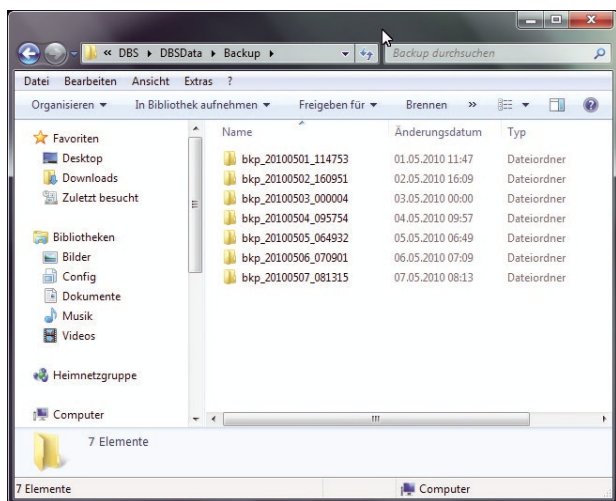 « DBS ▸ DBSData ▸ Backup ▸
Backup durchsuchen
Datei Bearbeiten Ansicht Extras ?
Organisieren In Bibliothek aufnehmen Freigeben für Brennen »
Name Änderungsdatum Typ
Favoriten
Desktop
Downloads
Zuletzt besucht
Bibliotheken
Bilder
Config
Dokumente
Musik
Videos
Heimnetzgruppe
Computer
bkp_20100501_114753 01.05.2010 11:47 Dateiordner
bkp_20100502_160951 02.05.2010 16:09 Dateiordner
bkp_20100503_000004 03.05.2010 00:00 Dateiordner
bkp_20100504_095754 04.05.2010 09:57 Dateiordner
bkp_20100505_064932 05.05.2010 06:49 Dateiordner
bkp_20100506_070901 06.05.2010 07:09 Dateiordner
bkp_20100507_081315 07.05.2010 08:13 Dateiordner
7 Elemente
7 Elemente Computer